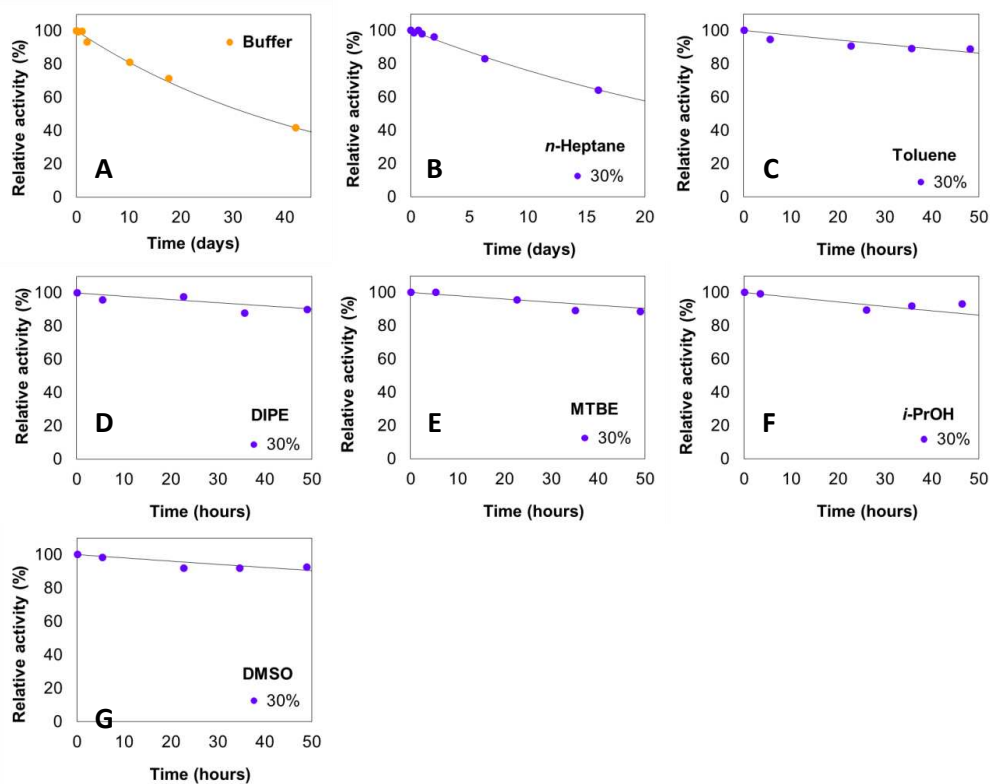 Relative activity (%)
100
80
60
40
20
0
Buffer
A
0 20 40
Time (days)
Relative activity (%)
100
80
60
40
20
0
n-Heptane
30%
B
0 5 10 15 20
Time (days)
Relative activity (%)
100
80
60
40
20
0
Toluene
30%
C
0 10 20 30 40 50
Time (hours)
Relative activity (%)
100
80
60
40
20
0
DIPE
30%
D
0 10 20 30 40 50
Time (hours)
Relative activity (%)
100
80
60
40
20
0
MTBE
30%
E
0 10 20 30 40 50
Time (hours)
Relative activity (%)
100
80
60
40
20
0
i-PrOH
30%
F
0 10 20 30 40 50
Time (hours)
Relative activity (%)
100
80
60
40
20
0
DMSO
30%
G
0 10 20 30 40 50
Time (hours)